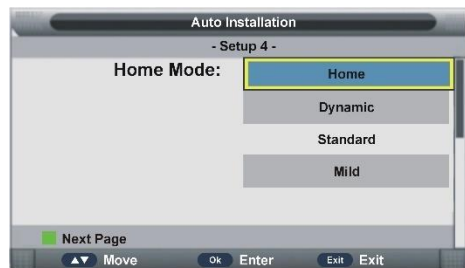 Auto Installation
- Setup 4 -
Home Mode: Home
Dynamic
Standard
Mild
Next Page
▲▼ Move Ok Enter Exit Exit